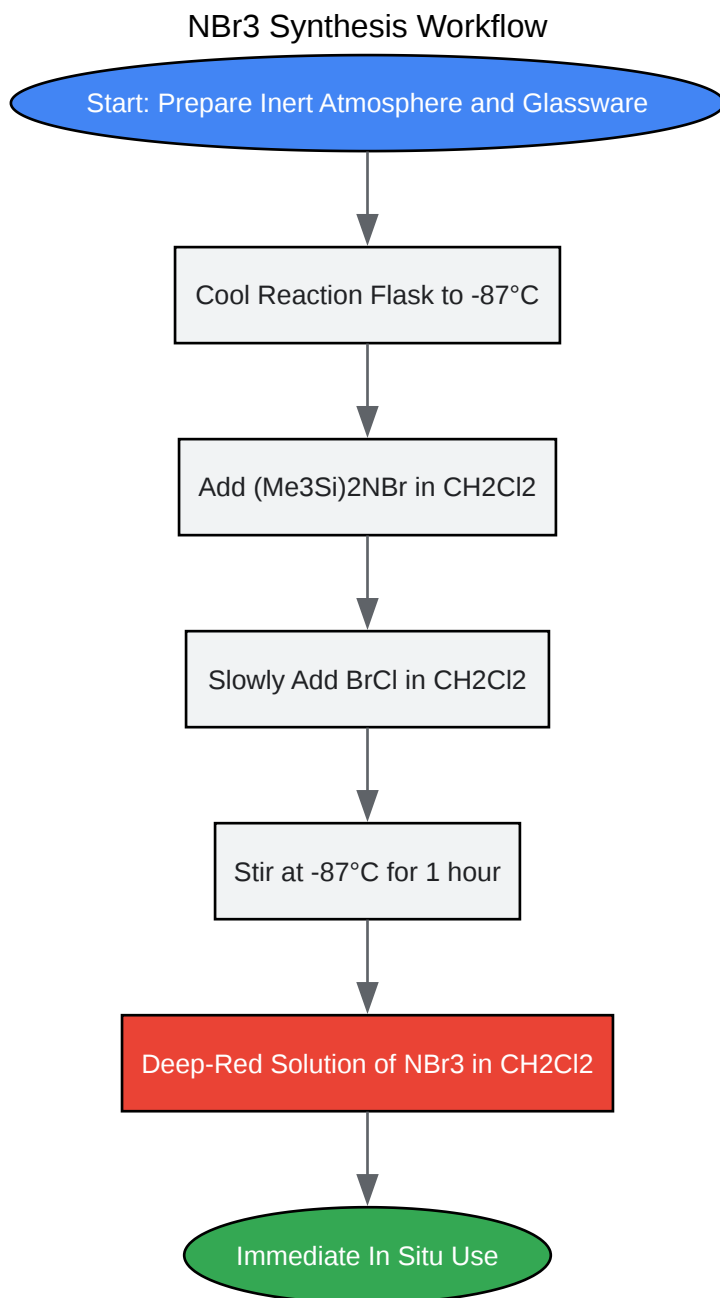 NBr3 Synthesis Workflow
Start: Prepare Inert Atmosphere and Glassware
Cool Reaction Flask to -87°C
Add (Me3Si)2NBr in CH2Cl2
Slowly Add BrCl in CH2Cl2
Stir at -87°C for 1 hour
Deep-Red Solution of NBr3 in CH2Cl2
Immediate In Situ Use